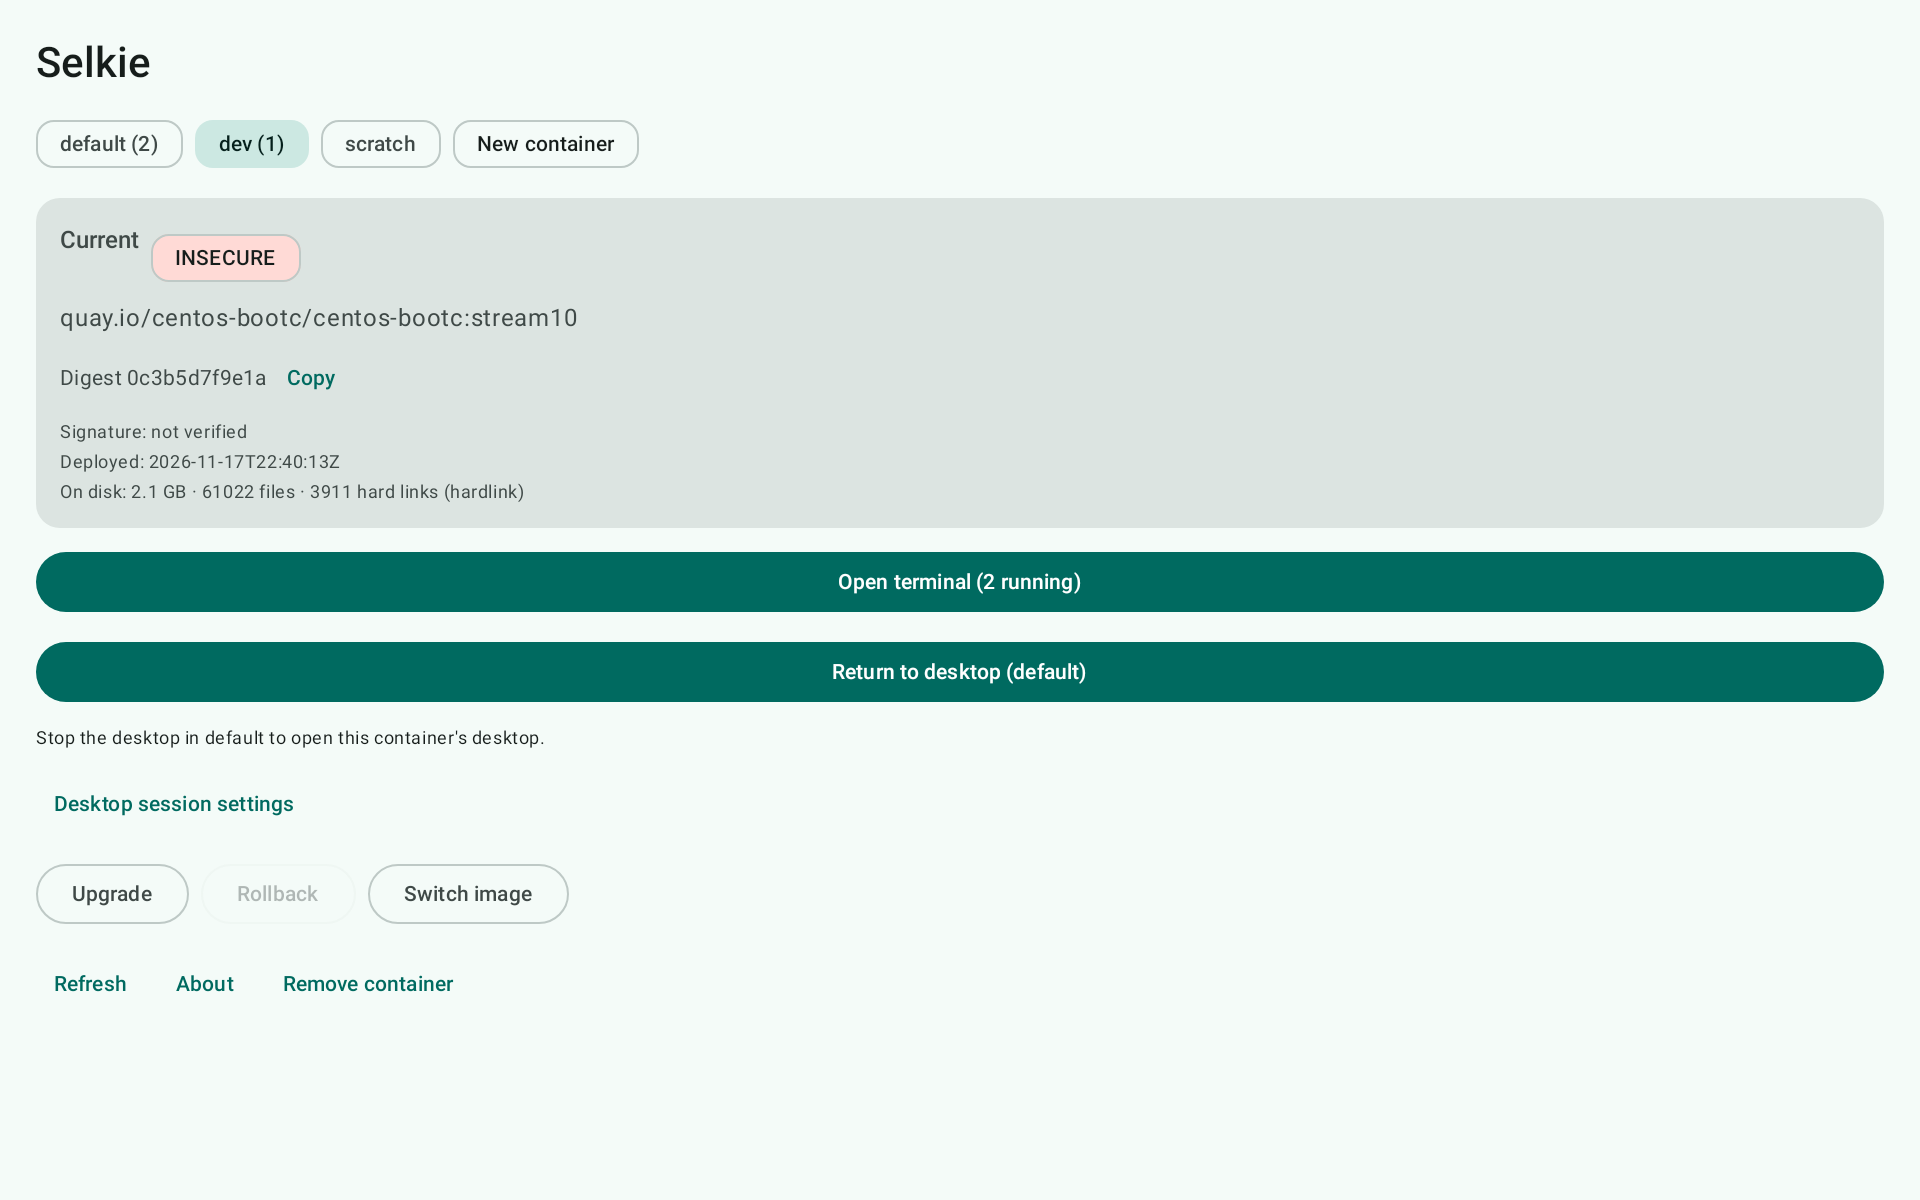 Selkie
default (2) dev (1) scratch New container
Current INSECURE
quay.io/centos-bootc/centos-bootc:stream10
Digest 0c3b5d7f9e1a Copy
Signature: not verified
Deployed: 2026-11-17T22:40:13Z
On disk: 2.1 GB · 61022 files · 3911 hard links (hardlink)
Open terminal (2 running)
Return to desktop (default)
Stop the desktop in default to open this container's desktop.
Desktop session settings
Upgrade Rollback Switch image
Refresh About Remove container